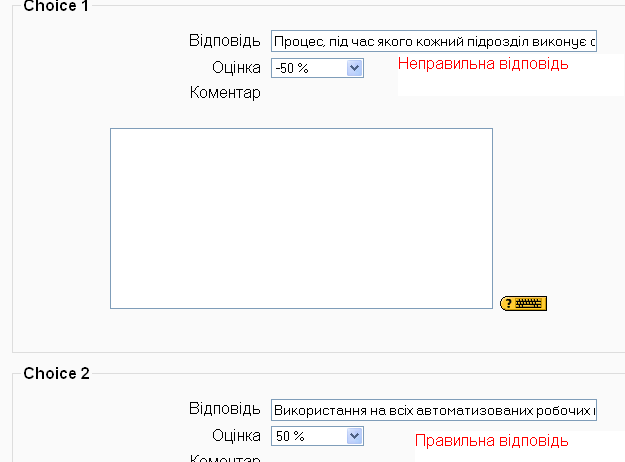 Choice 1
Відповідь Процес, під час якого кожний підрозділ виконує
Оцінка -50 % Неправильна відповідь
Коментар
?
Choice 2
Відповідь Використання на всіх автоматизованих робочих
Оцінка 50 % Правильна відповідь
Коментар